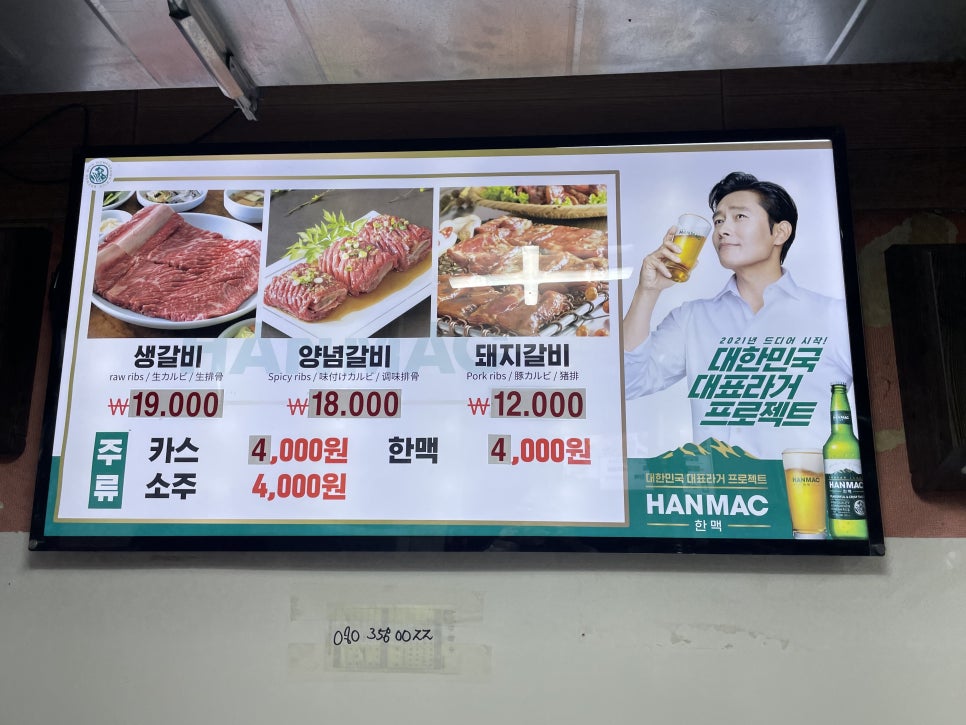 생갈비
raw ribs / 生カルビ / 生排骨
₩19.000
양념갈비
Spicy ribs / 味付けカルビ / 调味排骨
₩18.000
돼지갈비
Pork ribs / 豚カルビ / 猪排
₩12.000
주류
카스 4,000원 한맥 4,000원
소주 4,000원
2021년 드디어 시작!
대한민국
대표라거
프로젝트
대한민국 대표라거 프로젝트
HANMAC
한맥
HANMAC
HANMAC
HANMAC
한맥
080 358 0022